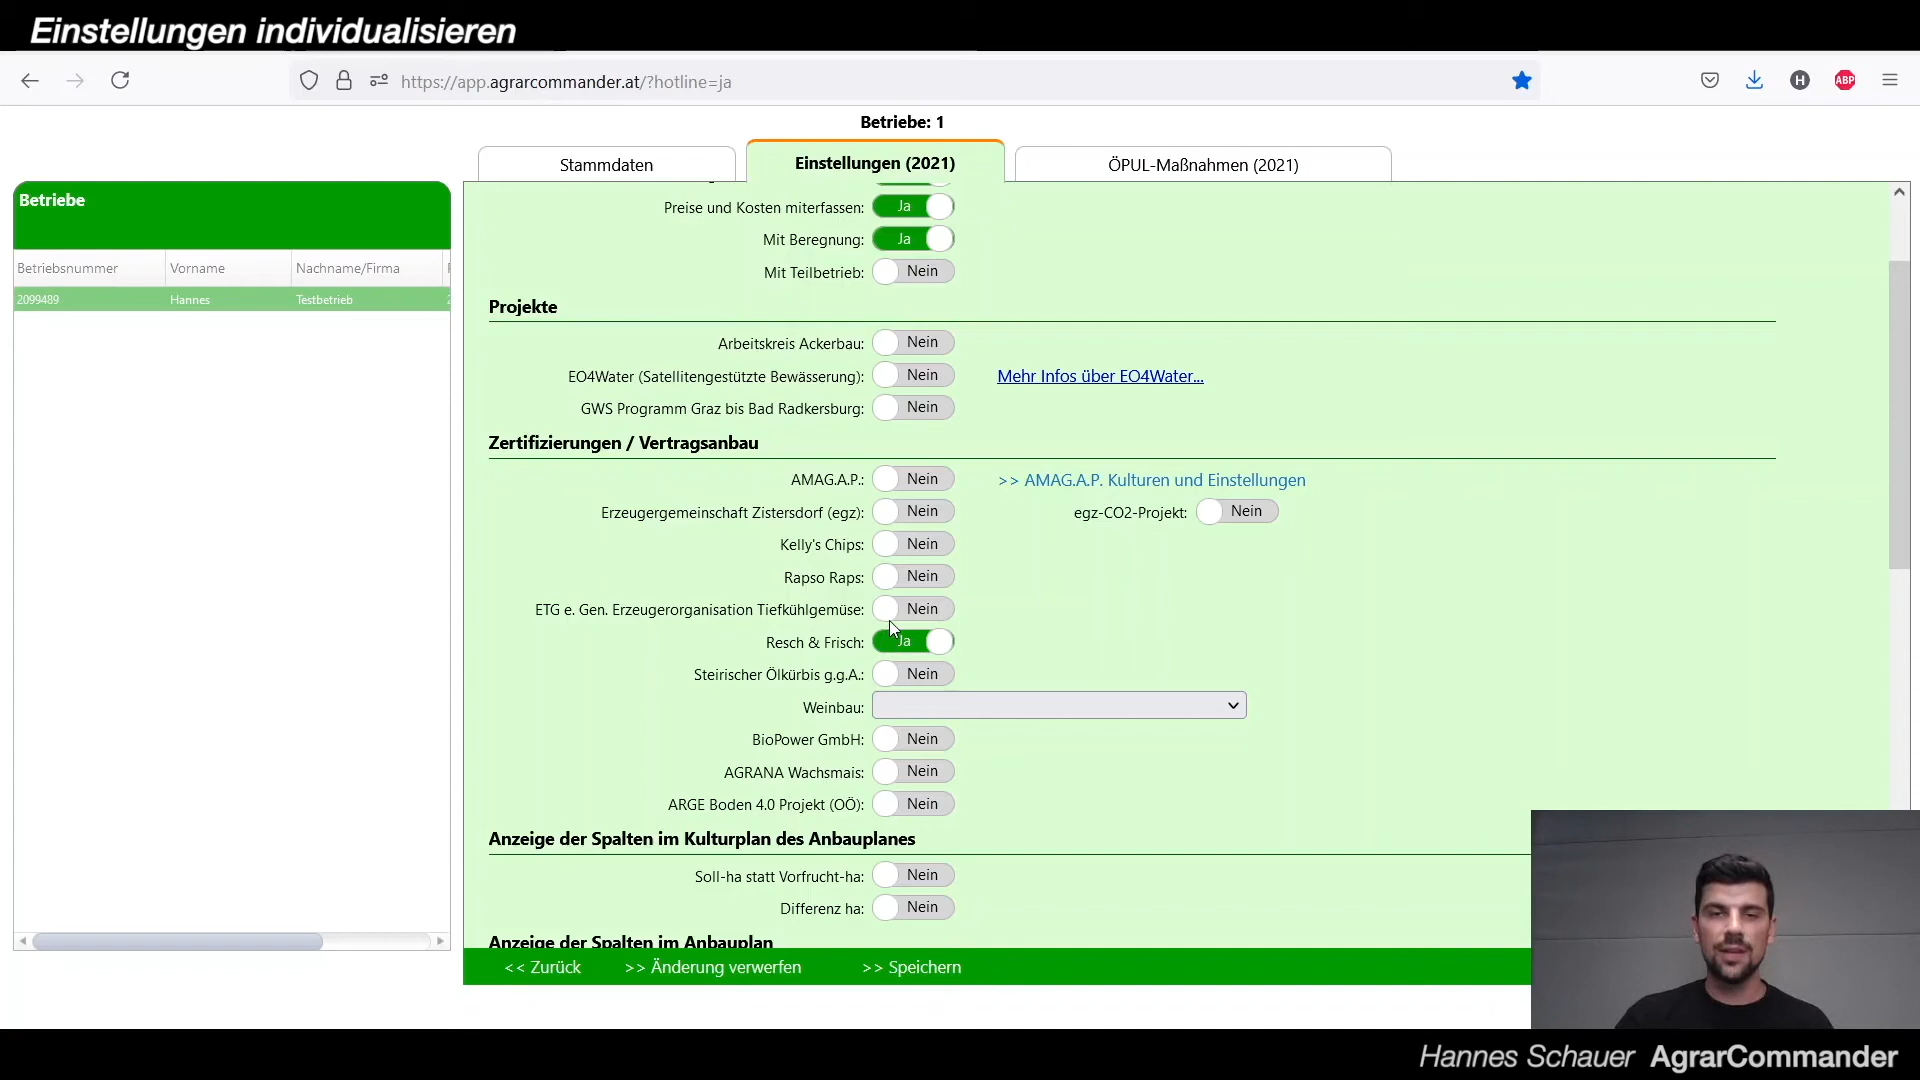 Einstellungen individualisieren
https://app.agrarcommander.at/?hotline=ja
H
ABP
Betriebe: 1
Stammdaten
Einstellungen (2021)
ÖPUL-Maßnahmen (2021)
Betriebe
Betriebsnummer Vorname Nachname/Firma
2099489 Hannes Testbetrieb
Preise und Kosten miterfassen: Ja
Mit Beregnung: Ja
Mit Teilbetrieb: Nein
Projekte
Arbeitskreis Ackerbau: Nein
EO4Water (Satellitengestützte Bewässerung): Nein Mehr Infos über EO4Water...
GWS Programm Graz bis Bad Radkersburg: Nein
Zertifizierungen / Vertragsanbau
AMAG.A.P.: Nein >> AMAG.A.P. Kulturen und Einstellungen
Erzeugergemeinschaft Zistersdorf (egz): Nein egz-CO2-Projekt: Nein
Kelly's Chips: Nein
Rapso Raps: Nein
ETG e. Gen. Erzeugerorganisation Tiefkühlgemüse: Nein
Resch & Frisch: Ja
Steirischer Ölkürbis g.g.A.: Nein
Weinbau:
BioPower GmbH: Nein
AGRANA Wachsmais: Nein
ARGE Boden 4.0 Projekt (OÖ): Nein
Anzeige der Spalten im Kulturplan des Anbauplanes
Soll-ha statt Vorfrucht-ha: Nein
Differenz ha: Nein
Anzeige der Spalten im Anbauplan
<< Zurück >> Änderung verwerfen >> Speichern
Hannes Schauer AgrarCommander